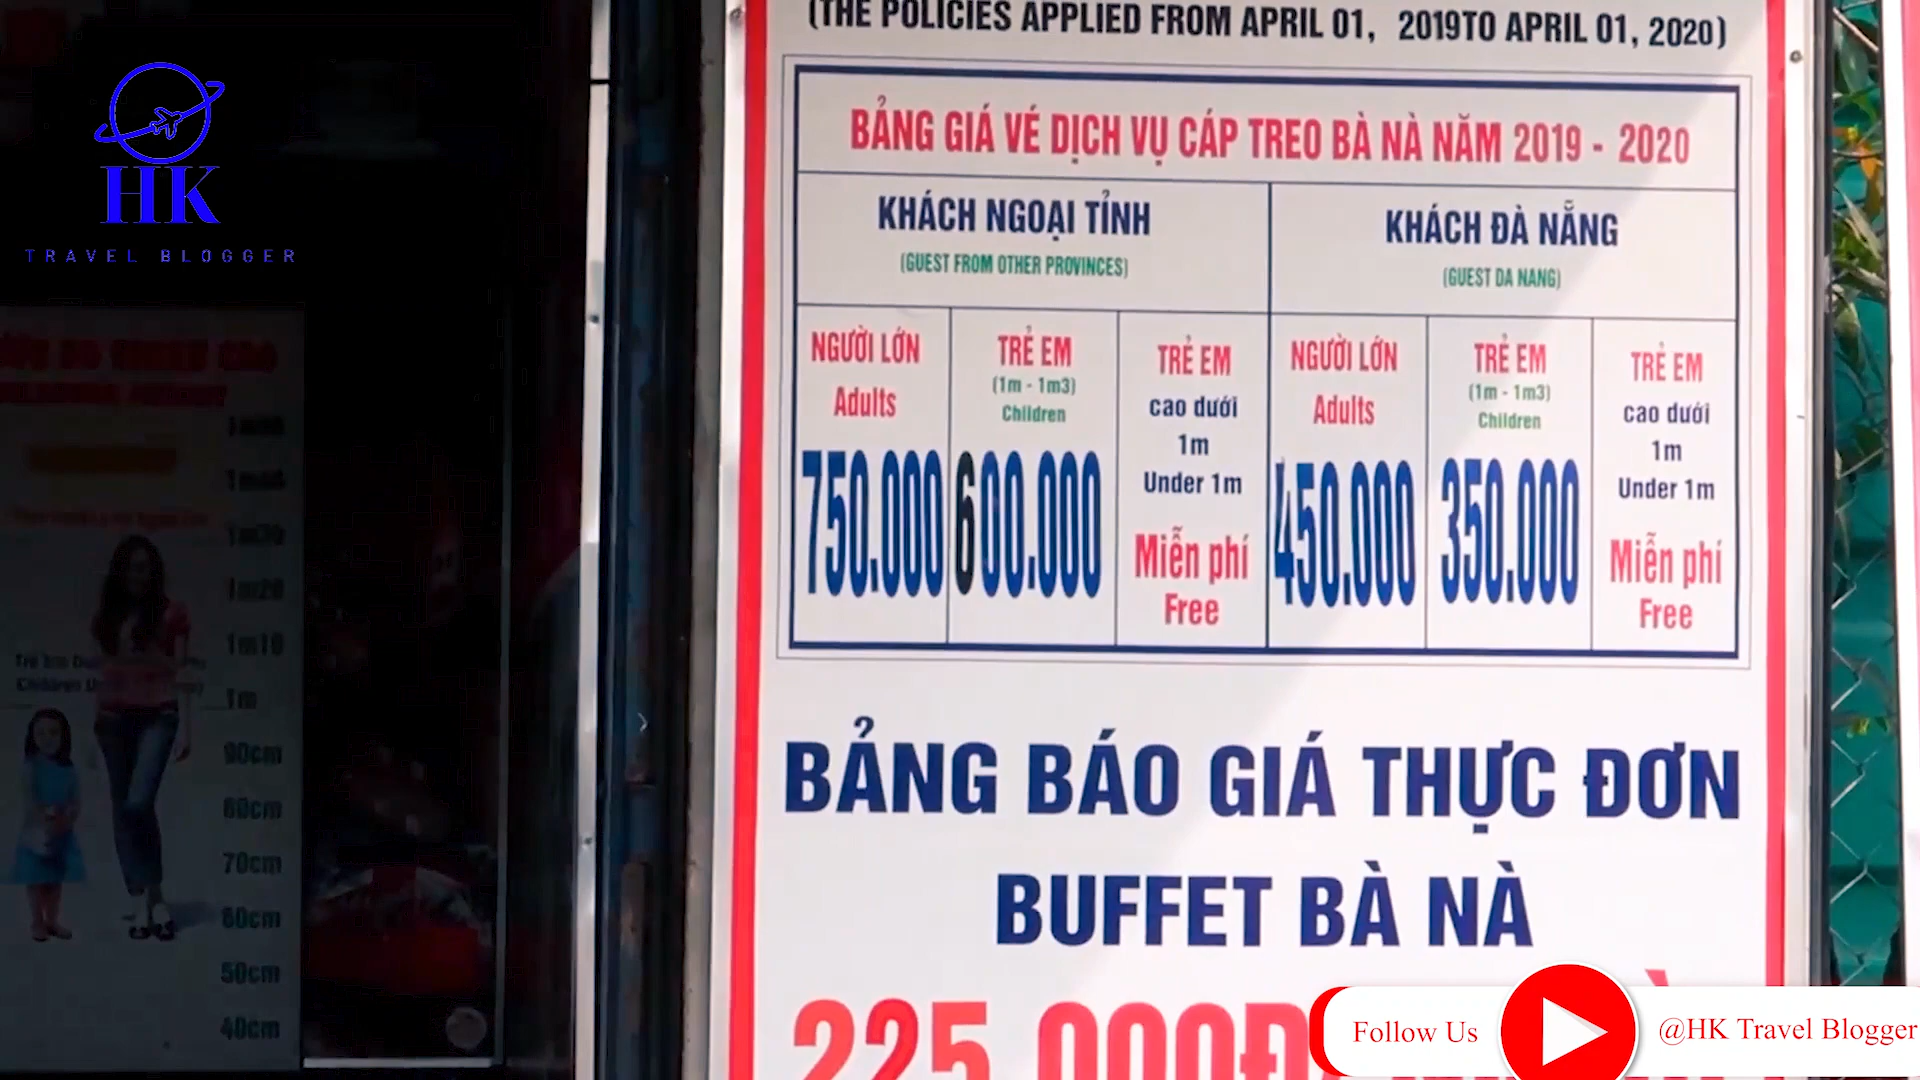 (THE POLICIES APPLIED FROM APRIL 01, 2019TO APRIL 01, 2020)
BẢNG GIÁ VÉ DỊCH VỤ CÁP TREO BÀ NÀ NĂM 2019 - 2020
KHÁCH NGOẠI TỈNH
(GUEST FROM OTHER PROVINCES)
KHÁCH ĐÀ NẴNG
(GUEST DA NANG)
NGƯỜI LỚN
Adults
750.000
TRẺ EM
(1m - 1m3)
Children
600.000
TRẺ EM
cao dưới
1m
Under 1m
Miễn phí
Free
NGƯỜI LỚN
Adults
450.000
TRẺ EM
(1m - 1m3)
Children
350.000
TRẺ EM
cao dưới
1m
Under 1m
Miễn phí
Free
BẢNG BÁO GIÁ THỰC ĐƠN
BUFFET BÀ NÀ
225.000Đ
HK
TRAVEL BLOGGER
1m20
1m10
1m
90cm
80cm
70cm
60cm
50cm
40cm
Follow Us
@HK Travel Blogger